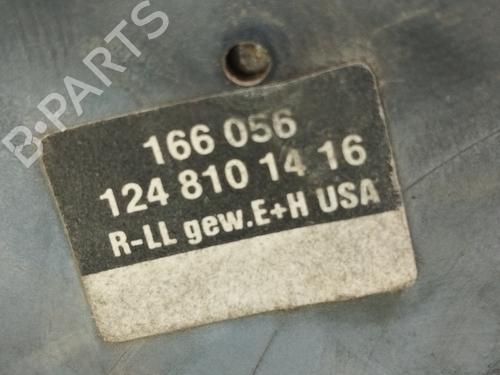 B-PARTS
166 056
124 810 14 16
R-LL gew.E+H USA